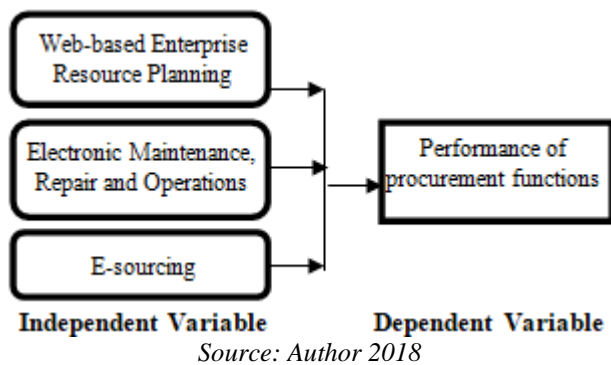 Web-based Enterprise
Resource Planning
Electronic Maintenance,
Repair and Operations
E-sourcing
Performance of
procurement functions
Independent Variable
Dependent Variable
Source: Author 2018